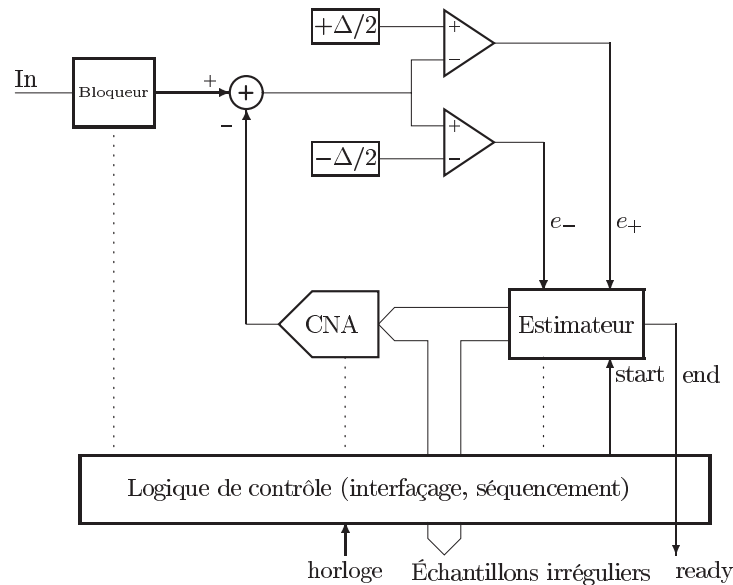 +Δ/2
+
−
In
Bloqueur
+
+
−
+
−
−Δ/2
e−
e+
CNA
Estimateur
start
end
Logique de contrôle (interfaçage, séquencement)
horloge
Échantillons irréguliers
ready